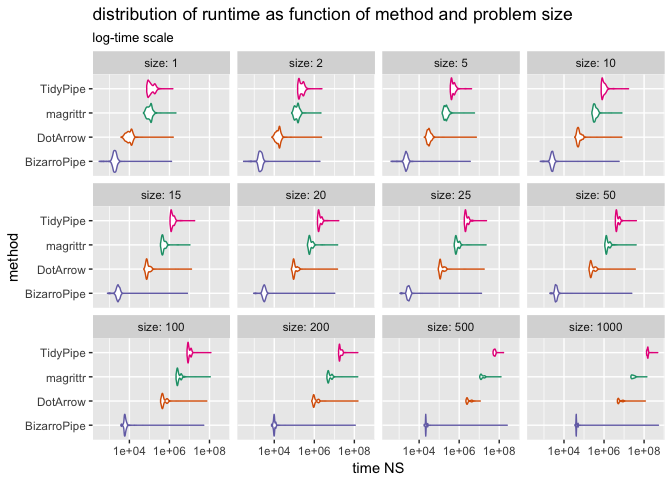 distribution of runtime as function of method and problem size
log-time scale
size: 1
size: 2
size: 5
size: 10
TidyPipe
magrittr
DotArrow
BizarroPipe
size: 15
size: 20
size: 25
size: 50
TidyPipe
magrittr
DotArrow
BizarroPipe
method
size: 100
size: 200
size: 500
size: 1000
TidyPipe
magrittr
DotArrow
BizarroPipe
1e+04 1e+06 1e+08 1e+04 1e+06 1e+08 1e+04 1e+06 1e+08 1e+04 1e+06 1e+08
time NS